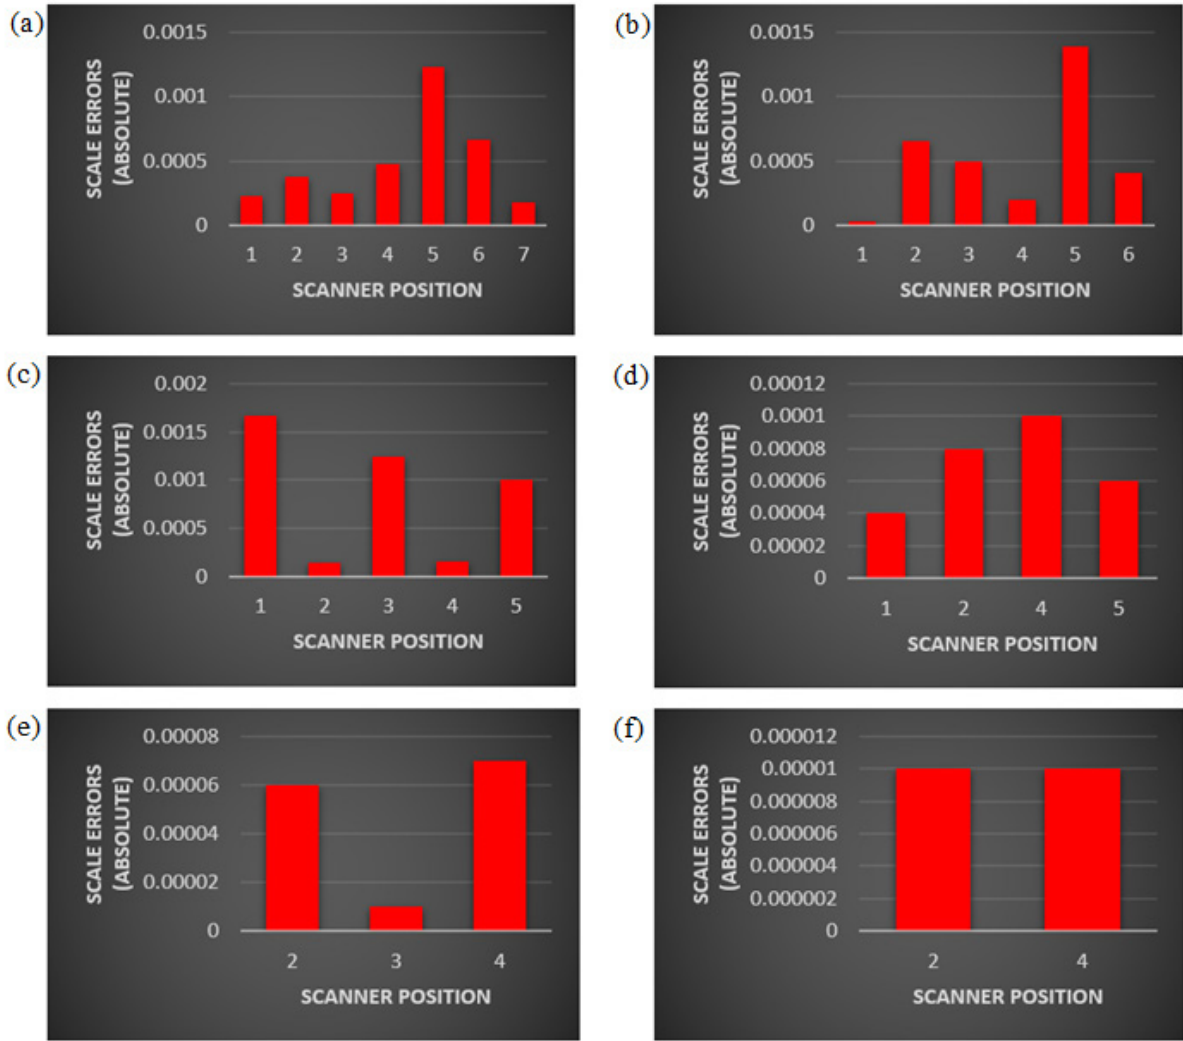 (a)
0.0015
0.001
0.0005
0
SCALE ERRORS
(ABSOLUTE)
1 2 3 4 5 6 7
SCANNER POSITION
(b)
0.0015
0.001
0.0005
0
SCALE ERRORS
(ABSOLUTE)
1 2 3 4 5 6
SCANNER POSITION
(c)
0.002
0.0015
0.001
0.0005
0
SCALE ERRORS
(ABSOLUTE)
1 2 3 4 5
SCANNER POSITION
(d)
0.00012
0.0001
0.00008
0.00006
0.00004
0.00002
0
SCALE ERRORS
(ABSOLUTE)
1 2 4 5
SCANNER POSITION
(e)
0.00008
0.00006
0.00004
0.00002
0
SCALE ERRORS
(ABSOLUTE)
2 3 4
SCANNER POSITION
(f)
0.000012
0.00001
0.000008
0.000006
0.000004
0.000002
0
SCALE ERRORS
(ABSOLUTE)
2 4
SCANNER POSITION